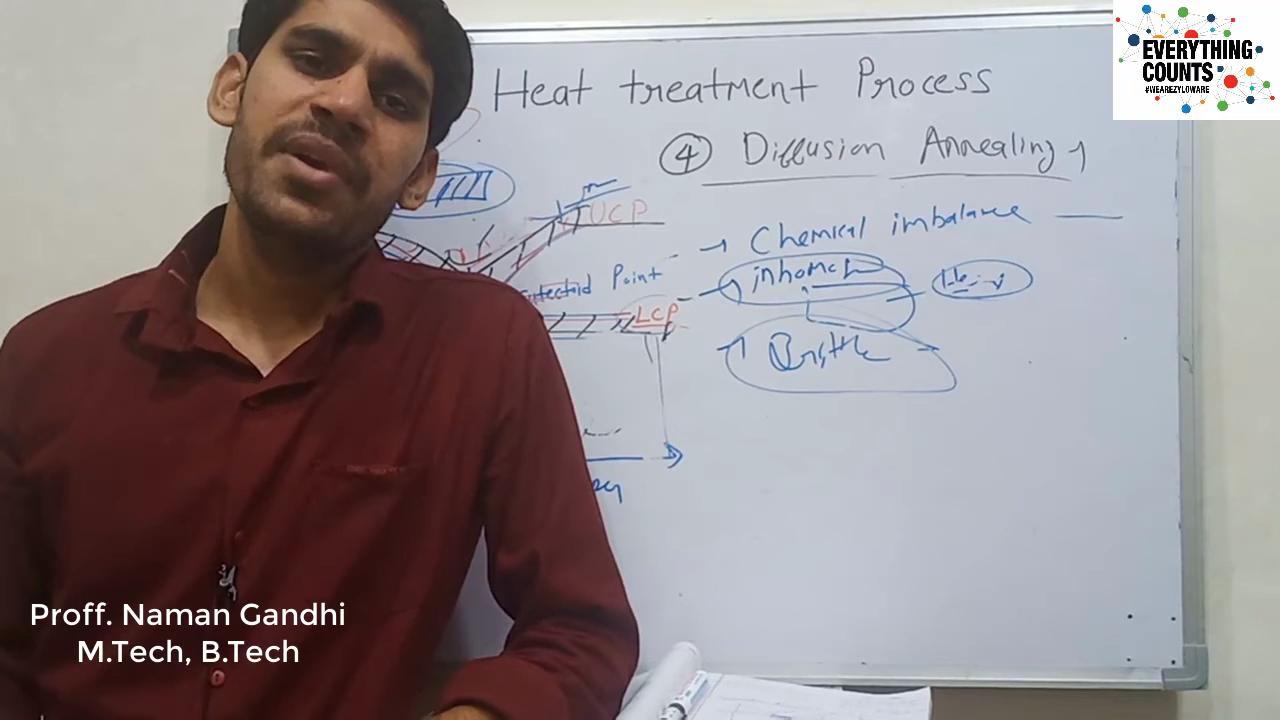 EVERYTHING
COUNTS
#WEAREZYLOWARE
Heat treatment Process
④ Diffusion Annealing
Chemical imbalance
UCP
Point
LCP
Brittle
Proff. Naman Gandhi
M.Tech, B.Tech